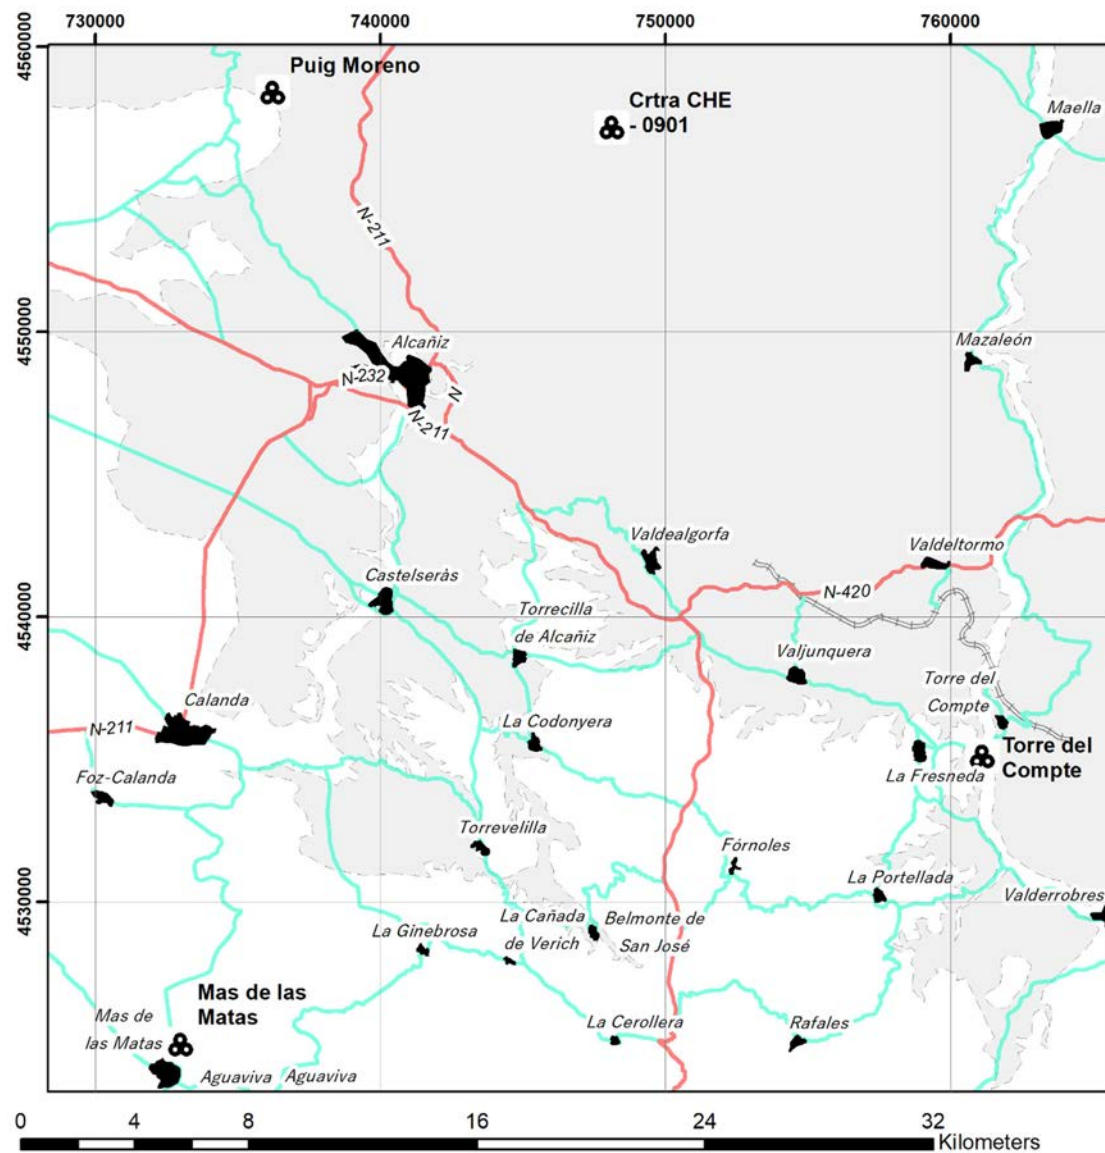 730000
740000
750000
760000
4560000
4550000
4540000
4530000
Puig Moreno
Crtra CHE
- 0901
Maella
N-211
Alcañiz
Mazaleón
N-232
N
N-211
Valdealgorfa
Valdeltormo
Castelserás
N-420
Torrecilla
de Alcañiz
Valjunquera
Torre del
Compte
Calanda
La Codonyera
N-211
Torre del
Compte
Foz-Calanda
La Fresneda
Torrevelilla
Fórnoles
La Portellada
Valderrobres
La Ginebrosa
La Cañada
de Verich
Belmonte de
San José
Mas de las
Matas
Mas de
las Matas
La Cerollera
Rafales
Aguaviva
Aguaviva
0
4
8
16
24
32
Kilometers